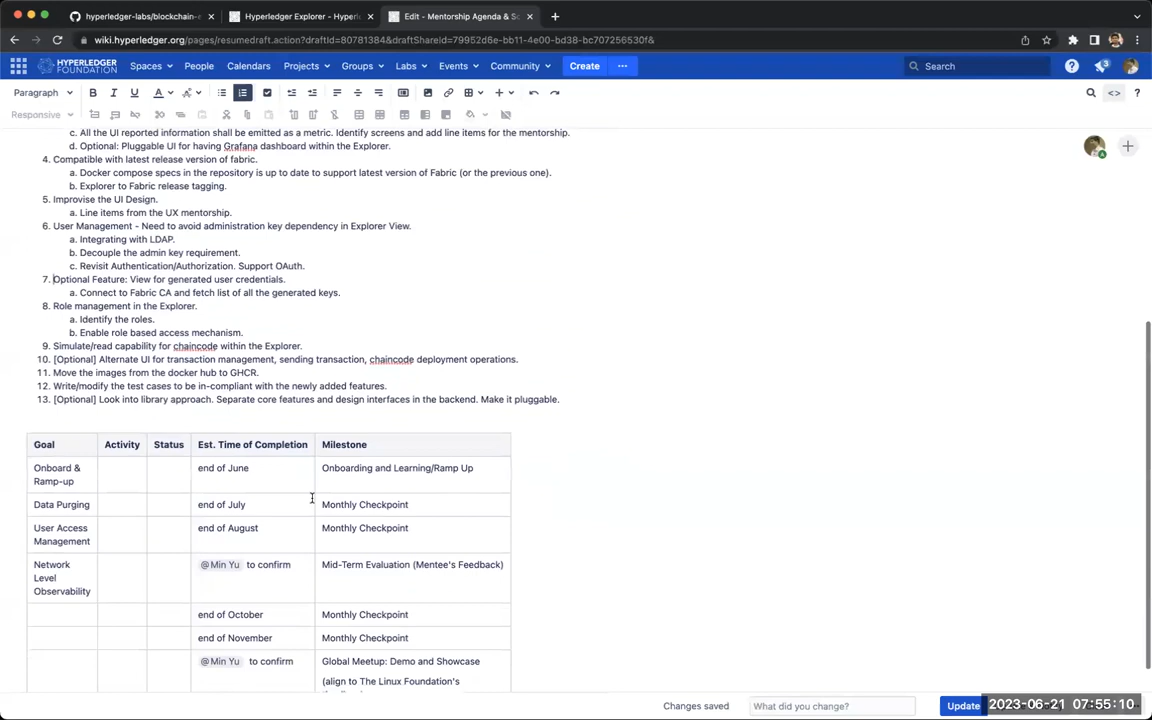 hyperledger-labs/blockchain-e
Hyperledger Explorer - Hyperle
Edit - Mentorship Agenda & Sc
wiki.hyperledger.org/pages/resumedraft.action?draftId=80781384&draftShareId=79952d6e-bb11-4e00-bd38-bc707256530f&
HYPERLEDGER FOUNDATION
Spaces People Calendars Projects Groups Labs Events Community Create ... Search 3
Paragraph B I U A
Responsive
c. All the UI reported information shall be emitted as a metric. Identify screens and add line items for the mentorship.
d. Optional: Pluggable UI for having Grafana dashboard within the Explorer.
4. Compatible with latest release version of fabric.
a. Docker compose specs in the repository is up to date to support latest version of Fabric (or the previous one).
b. Explorer to Fabric release tagging.
5. Improvise the UI Design.
a. Line items from the UX mentorship.
6. User Management - Need to avoid administration key dependency in Explorer View.
a. Integrating with LDAP.
b. Decouple the admin key requirement.
c. Revisit Authentication/Authorization. Support OAuth.
7. Optional Feature: View for generated user credentials.
a. Connect to Fabric CA and fetch list of all the generated keys.
8. Role management in the Explorer.
a. Identify the roles.
b. Enable role based access mechanism.
9. Simulate/read capability for chaincode within the Explorer.
10. [Optional] Alternate UI for transaction management, sending transaction, chaincode deployment operations.
11. Move the images from the docker hub to GHCR.
12. Write/modify the test cases to be in-compliant with the newly added features.
13. [Optional] Look into library approach. Separate core features and design interfaces in the backend. Make it pluggable.
Goal Activity Status Est. Time of Completion Milestone
Onboard & Ramp-up end of June Onboarding and Learning/Ramp Up
Data Purging end of July Monthly Checkpoint
User Access Management end of August Monthly Checkpoint
Network Level Observability @Min Yu to confirm Mid-Term Evaluation (Mentee's Feedback)
end of October Monthly Checkpoint
end of November Monthly Checkpoint
@Min Yu to confirm Global Meetup: Demo and Showcase
(align to The Linux Foundation's
Changes saved What did you change? Update
2023-06-21 07:55:10